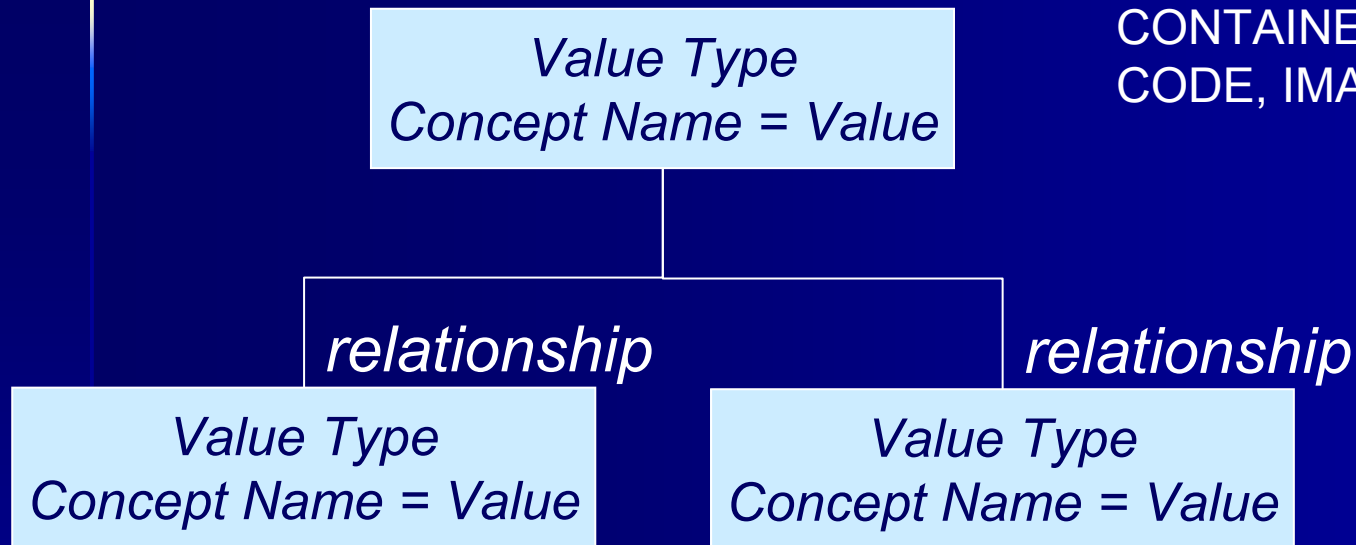 CONTAINE
CODE, IMA
Value Type
Concept Name = Value
relationship
relationship
Value Type
Concept Name = Value
Value Type
Concept Name = Value